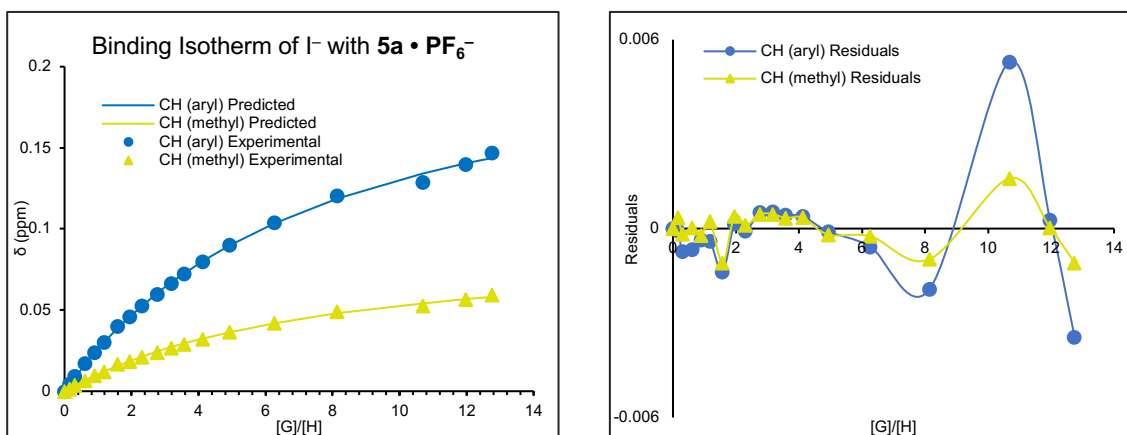 Binding Isotherm of I⁻ with 5a • PF₆⁻
0.2
0.15
0.1
0.05
0
δ (ppm)
CH (aryl) Predicted
CH (methyl) Predicted
CH (aryl) Experimental
CH (methyl) Experimental
0 2 4 6 8 10 12 14
[G]/[H]
0.006
0
-0.006
Residuals
CH (aryl) Residuals
CH (methyl) Residuals
0 2 4 6 8 10 12 14
[G]/[H]